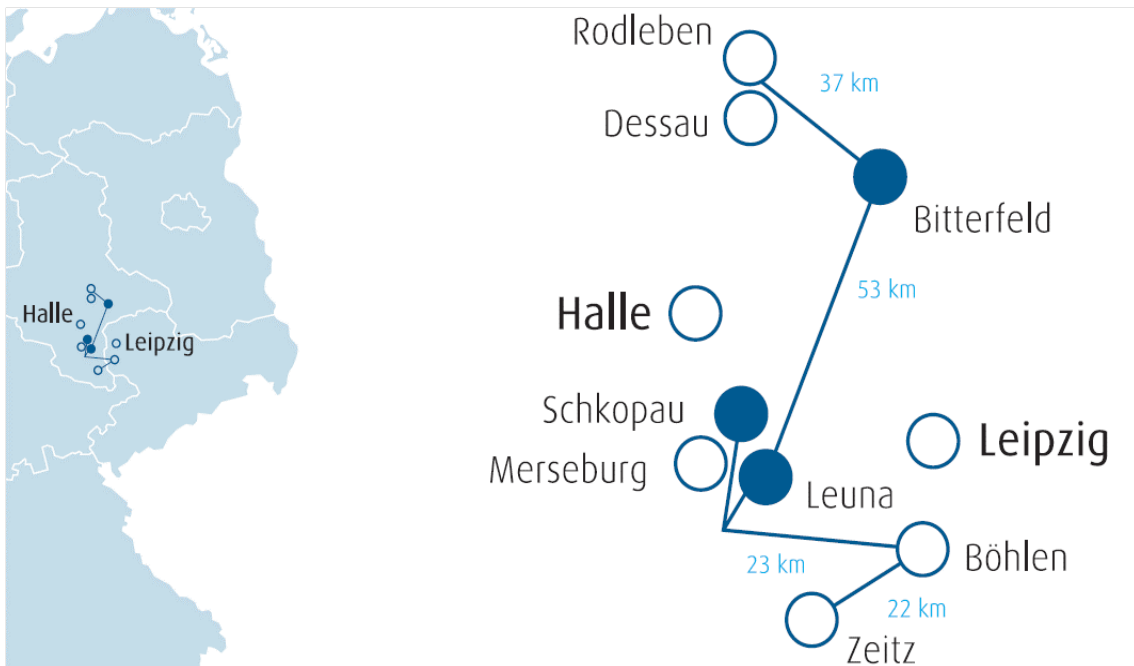 Halle
Leipzig
Rodleben
37 km
Dessau
Bitterfeld
53 km
Halle
Schkopau
Leipzig
Merseburg
Leuna
23 km
Böhlen
22 km
Zeitz